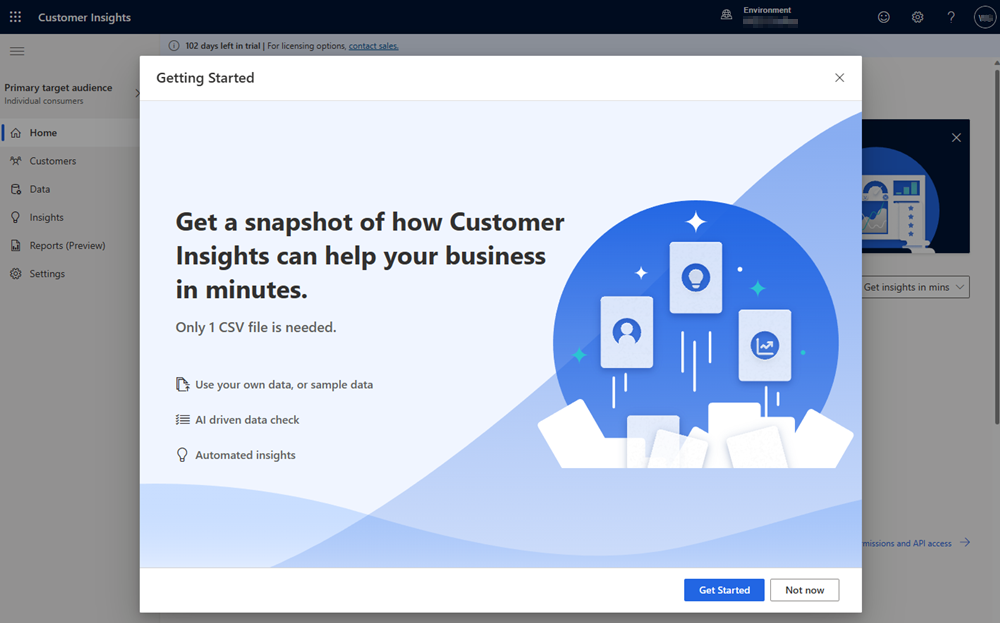 Customer Insights
Environment
102 days left in trial | For licensing options, contact sales.
Primary target audience
Individual consumers
Home
Customers
Data
Insights
Reports (Preview)
Settings
Getting Started
Get a snapshot of how Customer
Insights can help your business
in minutes.
Only 1 CSV file is needed.
Use your own data, or sample data
AI driven data check
Automated insights
Get insights in mins
and API access
Get Started
Not now